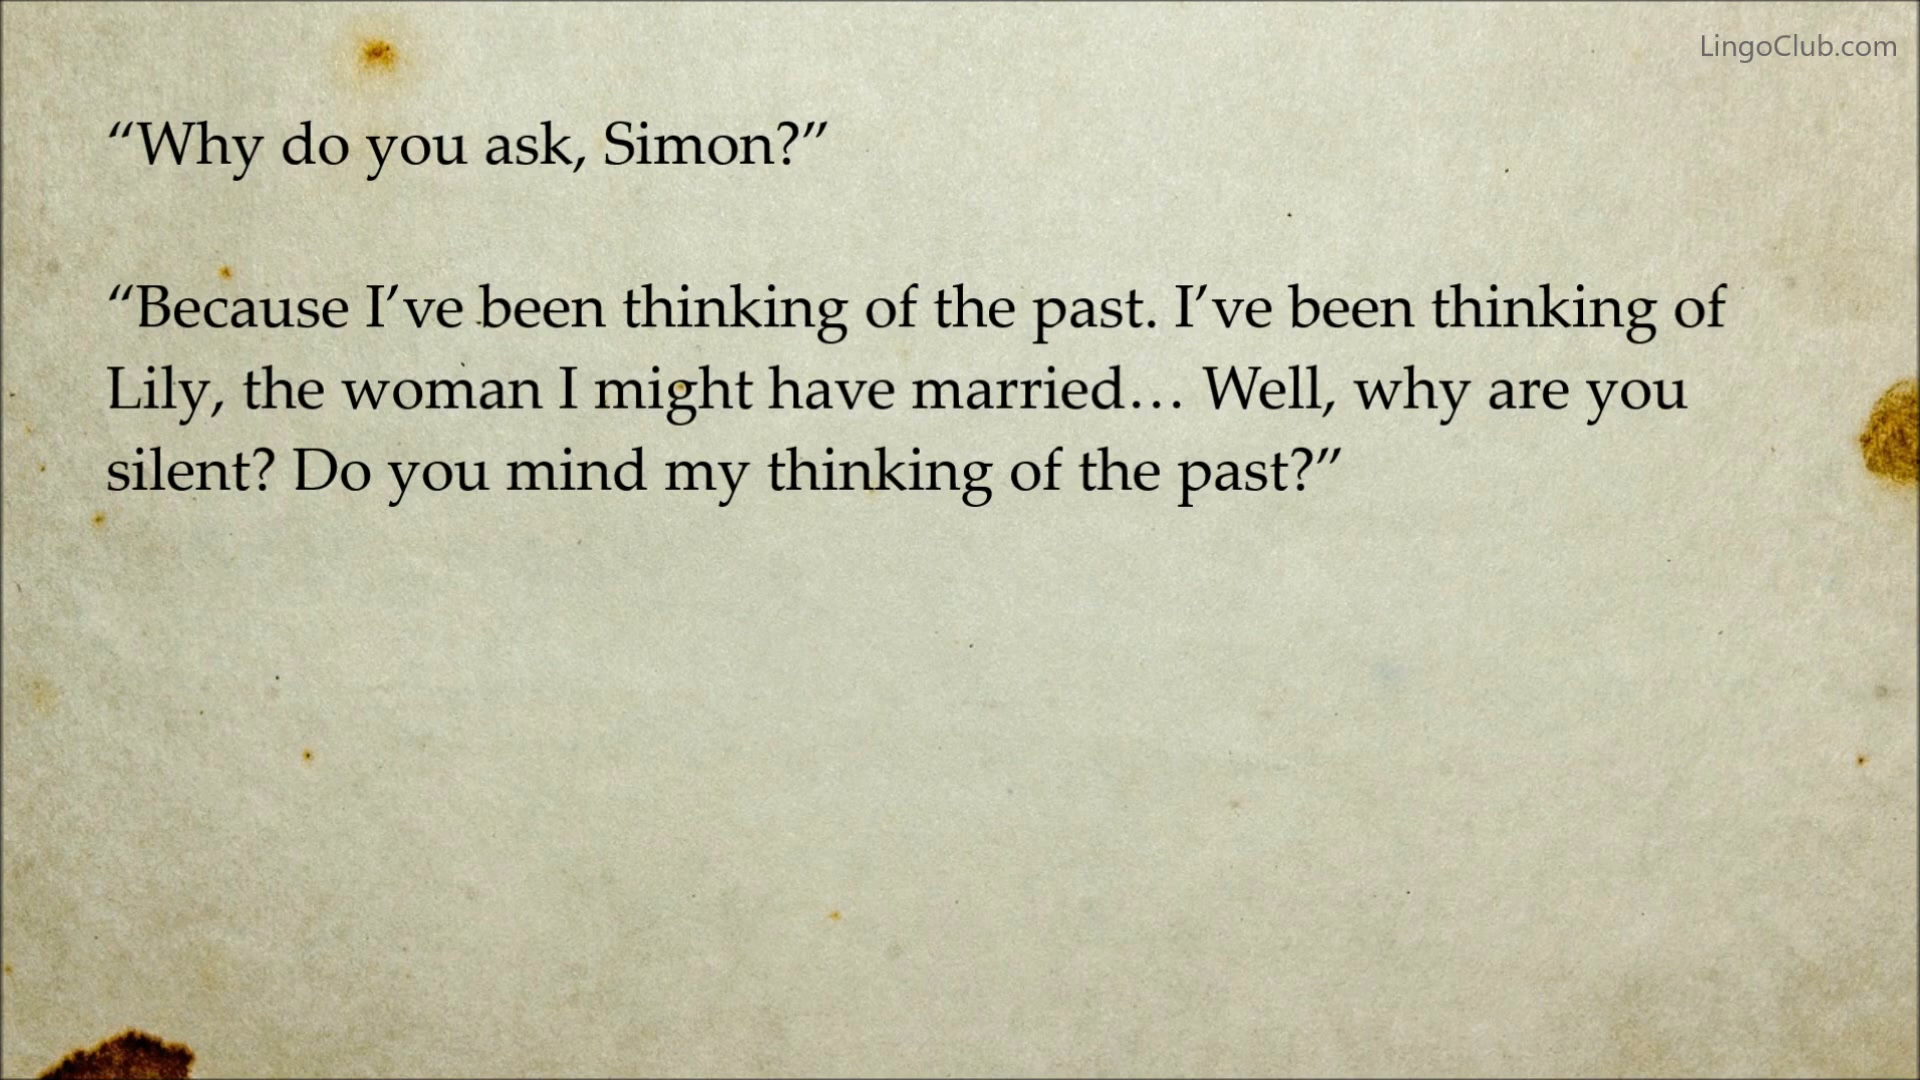 LingoClub.com
“Why do you ask, Simon?”
“Because I’ve been thinking of the past. I’ve been thinking of
Lily, the woman I might have married… Well, why are you
silent? Do you mind my thinking of the past?”